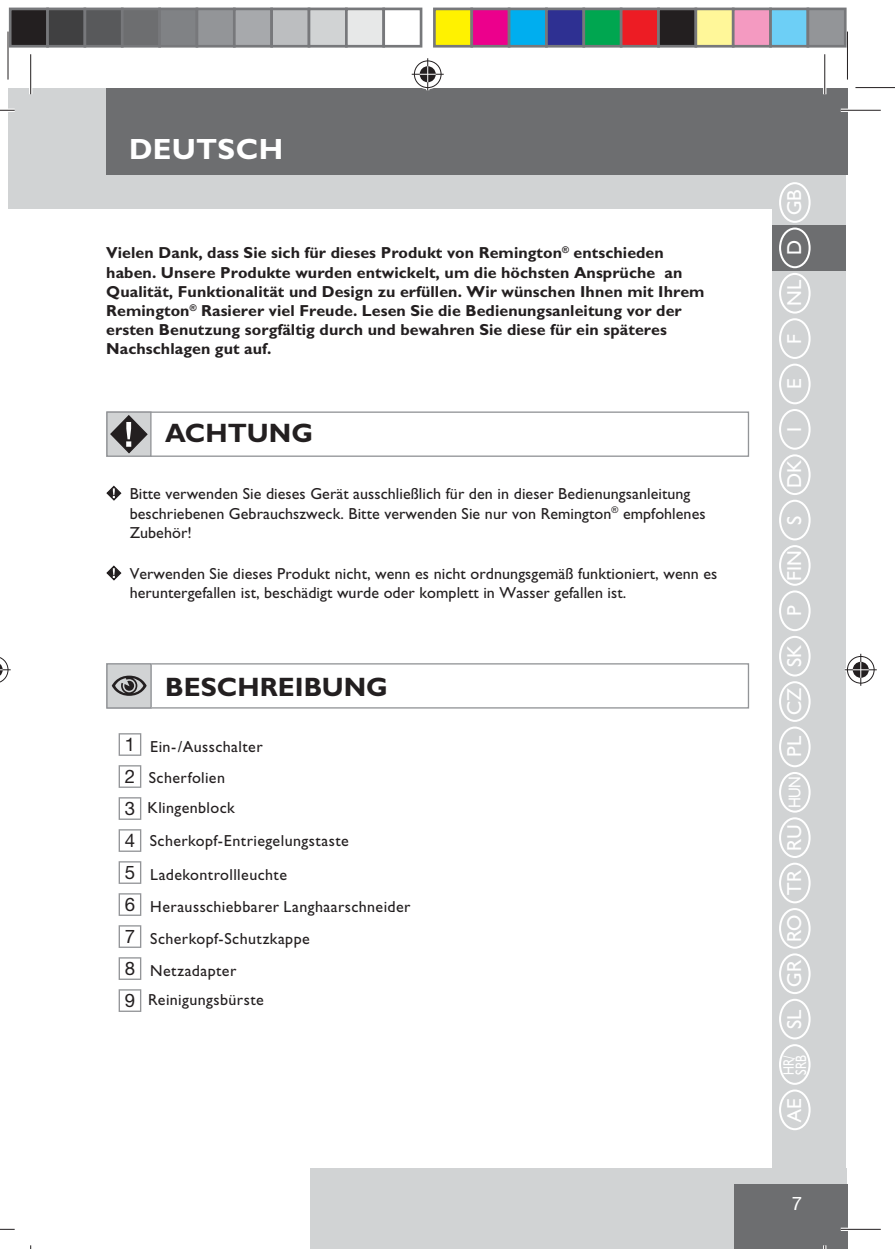 DEUTSCH
Vielen Dank, dass Sie sich für dieses Produkt von Remington® entschieden
haben. Unsere Produkte wurden entwickelt, um die höchsten Ansprüche an
Qualität, Funktionalität und Design zu erfüllen. Wir wünschen Ihnen mit Ihrem
Remington® Rasierer viel Freude. Lesen Sie die Bedienungsanleitung vor der
ersten Benutzung sorgfältig durch und bewahren Sie diese für ein späteres
Nachschlagen gut auf.
ACHTUNG
Bitte verwenden Sie dieses Gerät ausschließlich für den in dieser Bedienungsanleitung
beschriebenen Gebrauchszweck. Bitte verwenden Sie nur von Remington® empfohlenes
Zubehör!
Verwenden Sie dieses Produkt nicht, wenn es nicht ordnungsgemäß funktioniert, wenn es
heruntergefallen ist, beschädigt wurde oder komplett in Wasser gefallen ist.
BESCHREIBUNG
1 Ein-/Ausschalter
2 Scherfolien
3 Klingenblock
4 Scherkopf-Entriegelungstaste
5 Ladekontrollleuchte
6 Herausschiebbarer Langhaarschneider
7 Scherkopf-Schutzkappe
8 Netzadapter
9 Reinigungsbürste
GB
D
NL
F
E
I
DK
S
FIN
P
SK
CZ
PL
HUN
RU
TR
RO
GR
SL
HR/
SRB
AE
7